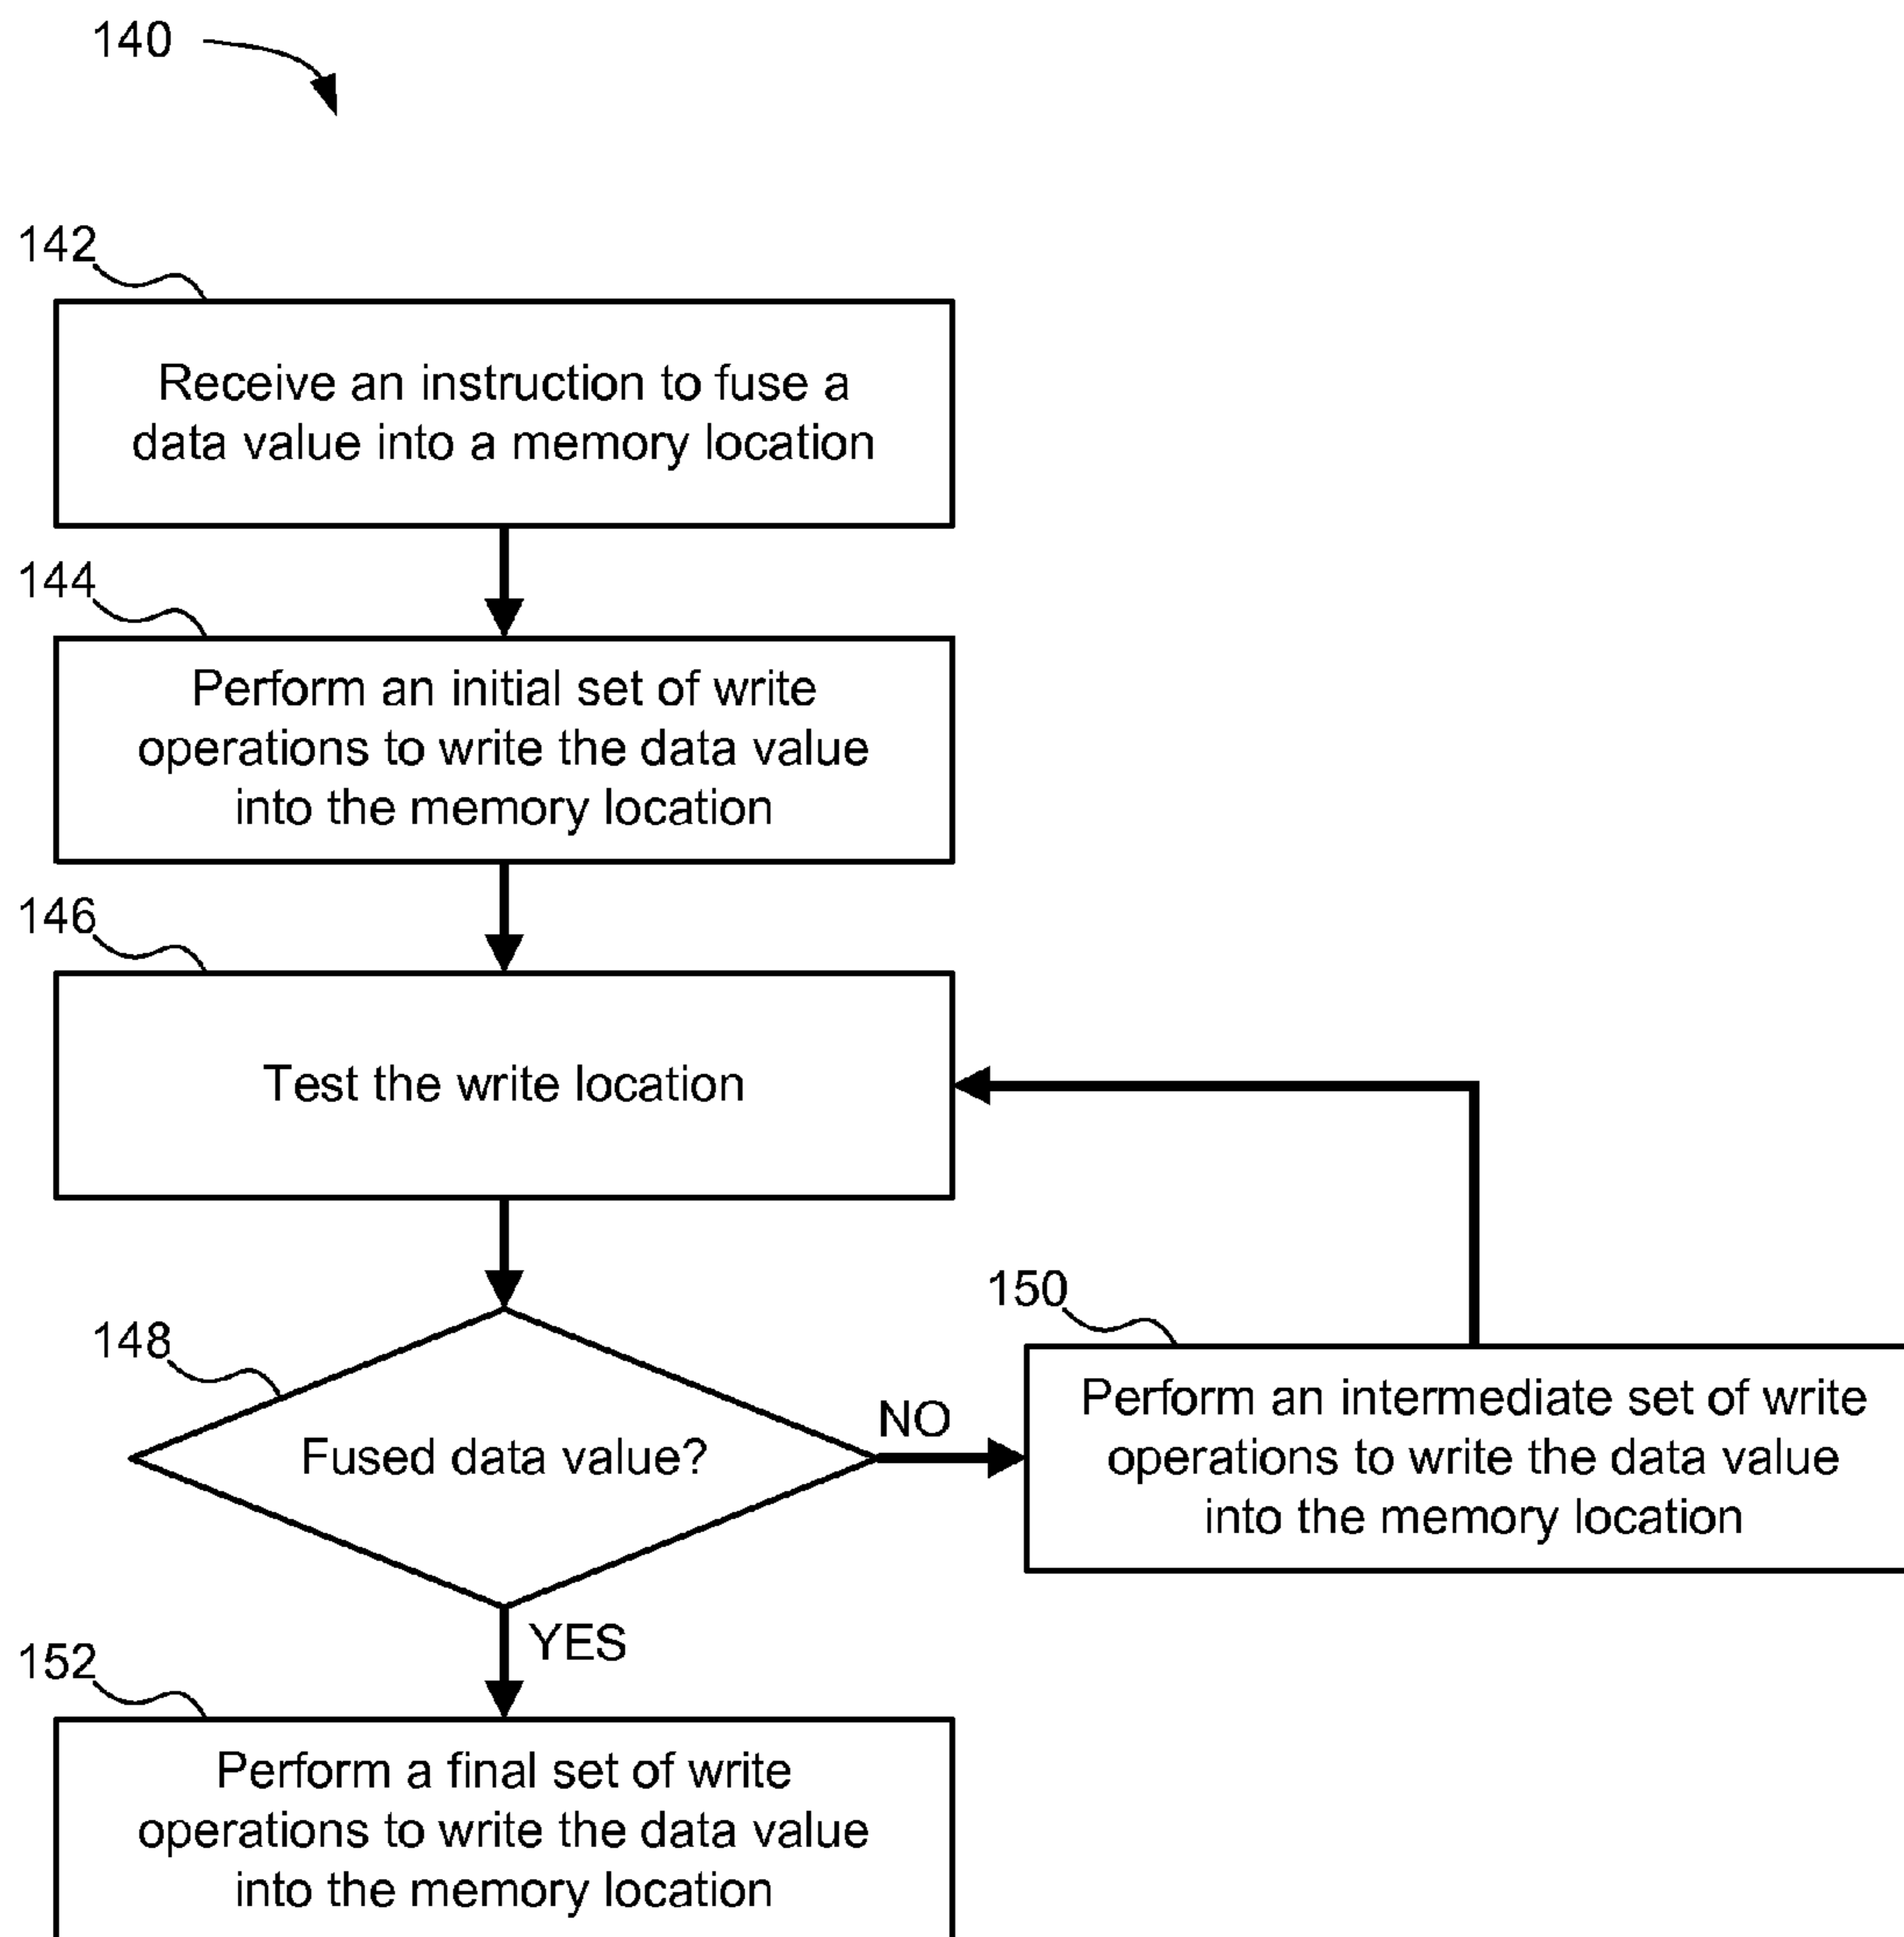 140
142
Receive an instruction to fuse a
data value into a memory location
144
Perform an initial set of write
operations to write the data value
into the memory location
146
Test the write location
148
Fused data value?
NO
150
Perform an intermediate set of write
operations to write the data value
into the memory location
YES
152
Perform a final set of write
operations to write the data value
into the memory location